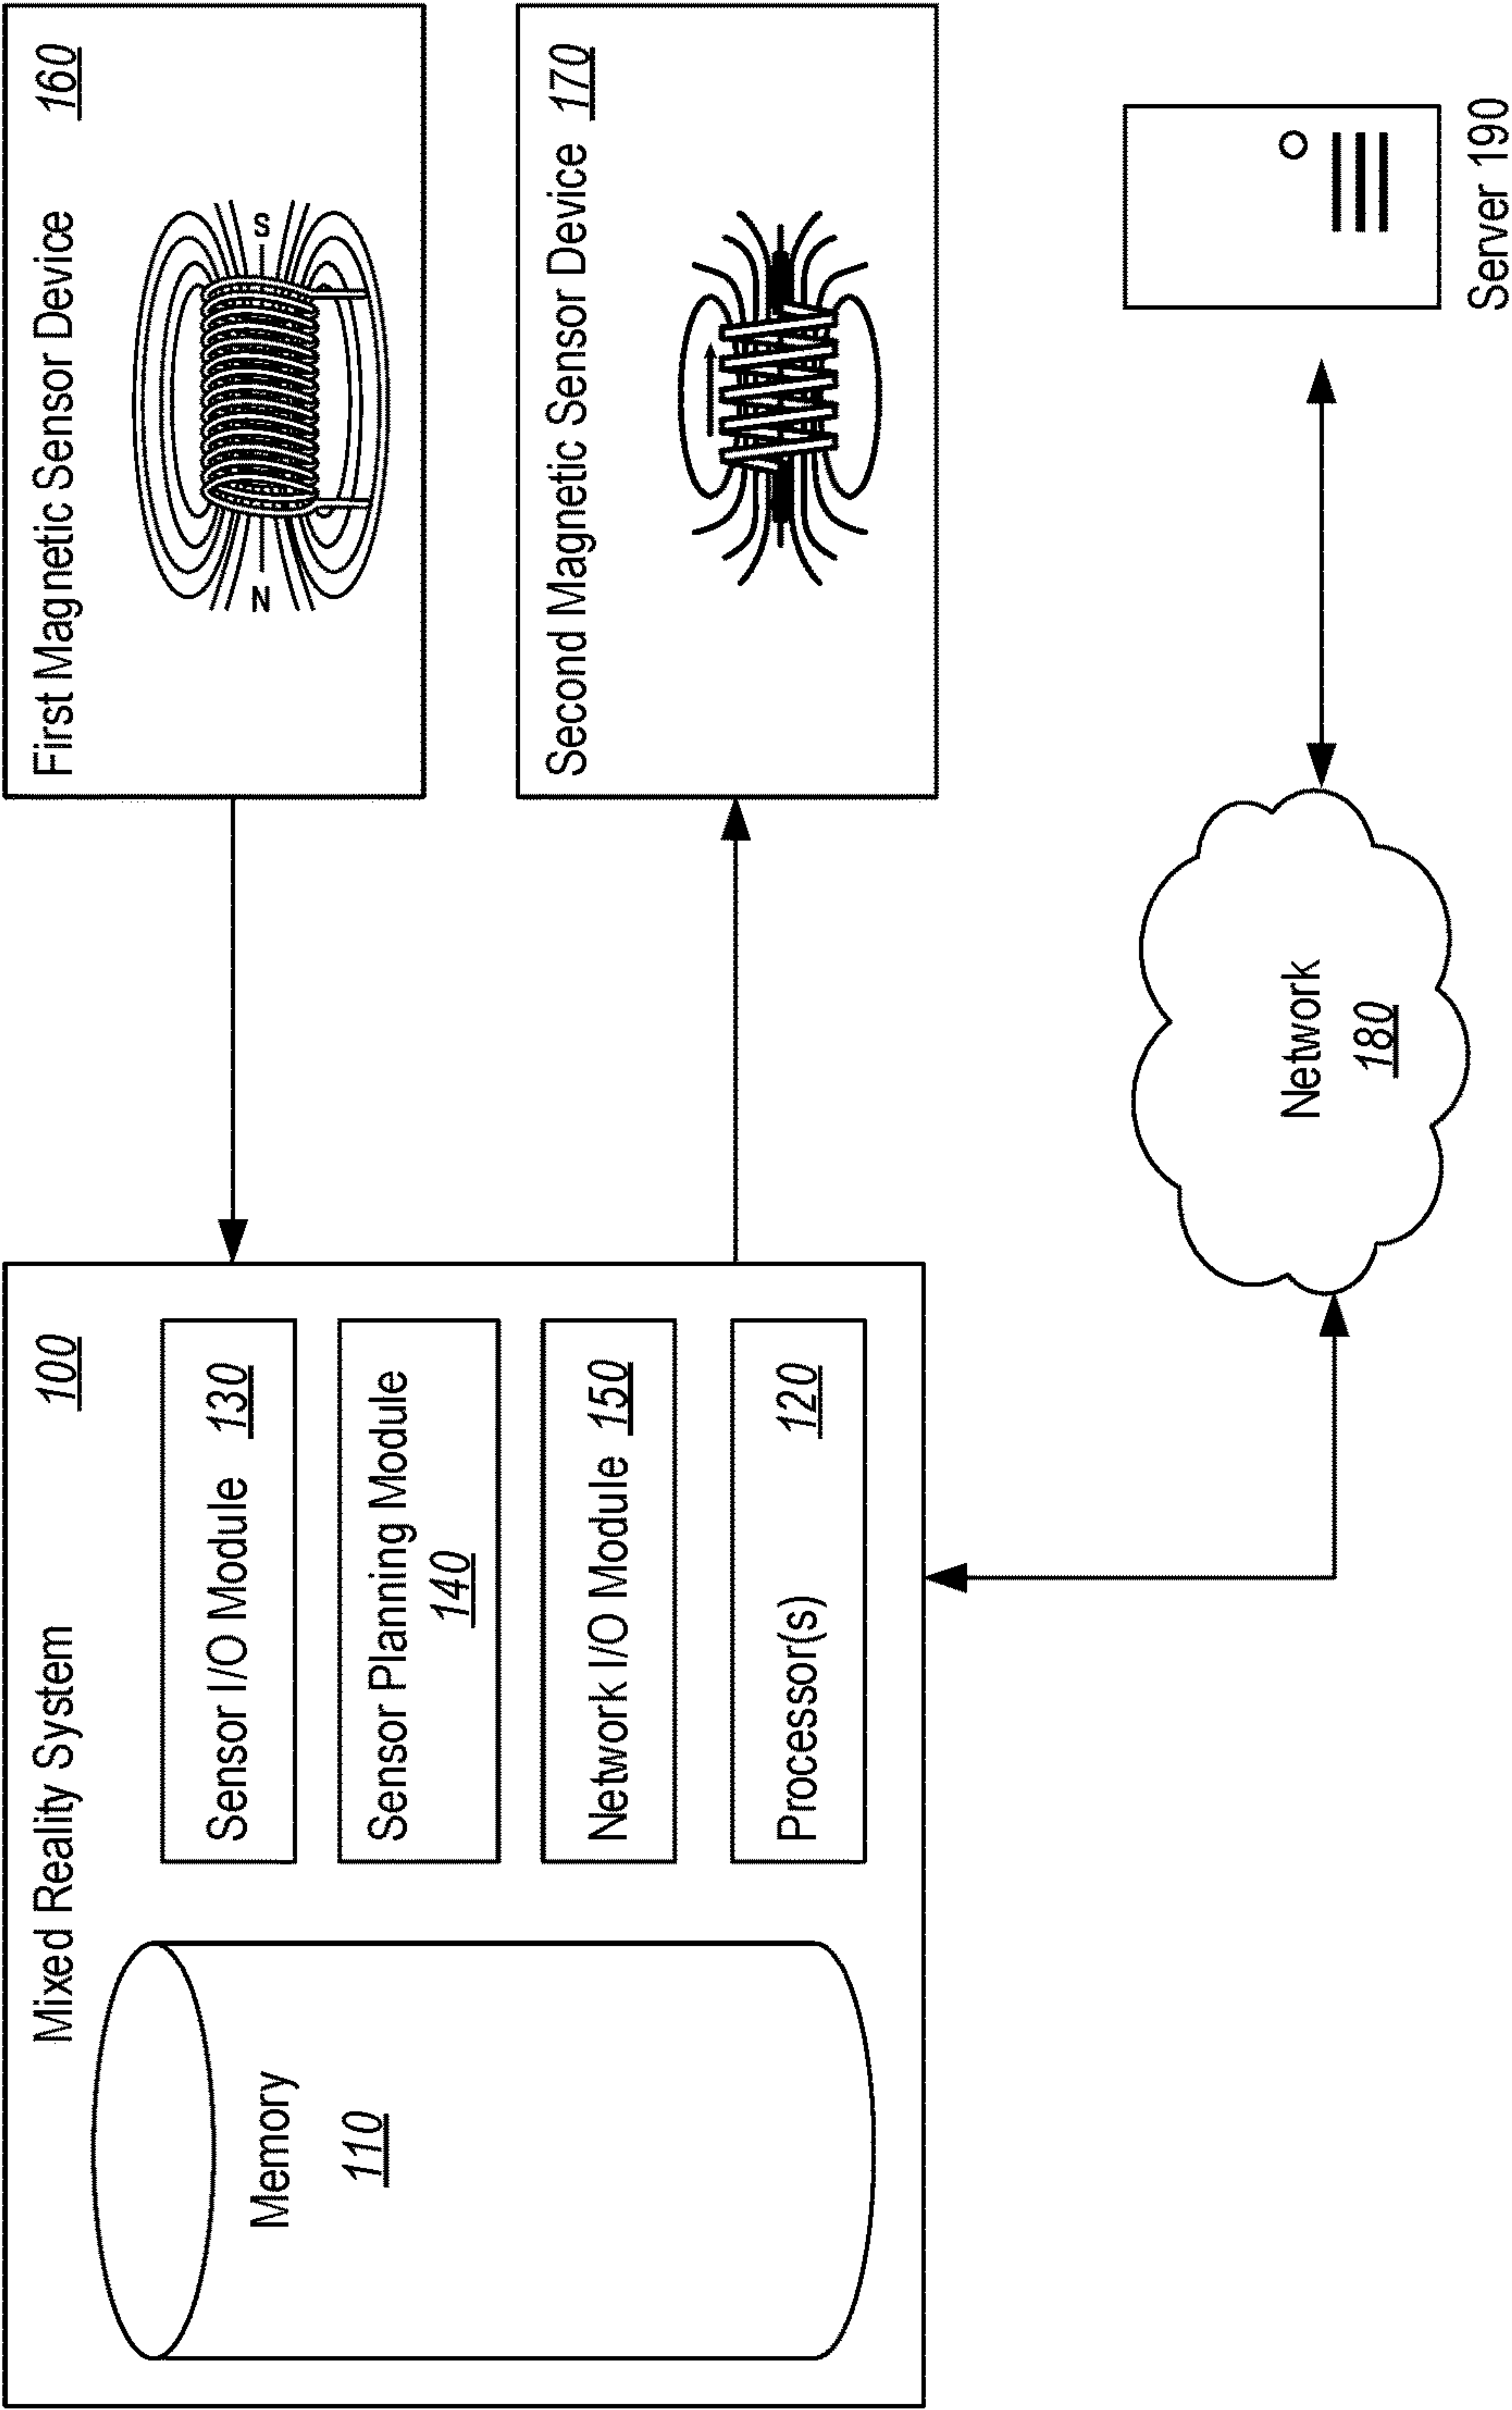 Mixed Reality System
100
Memory
110
Sensor I/O Module 130
Sensor Planning Module
140
Network I/O Module 150
Processor(s) 120
First Magnetic Sensor Device 160
N
S
Second Magnetic Sensor Device 170
Network
180
Server 190